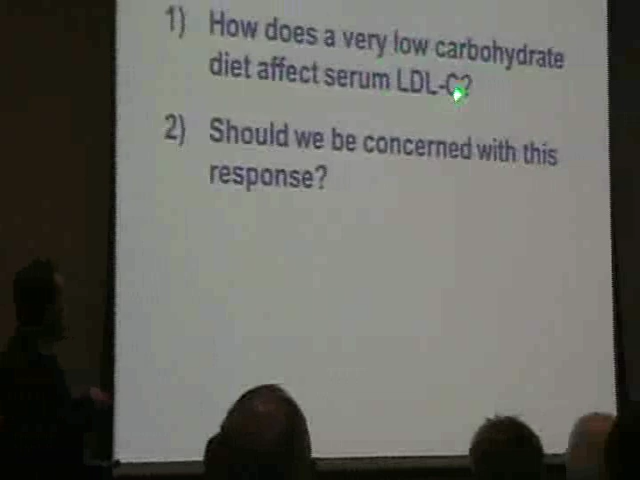 1) How does a very low carbohydrate
diet affect serum LDL-C?
2) Should we be concerned with this
response?